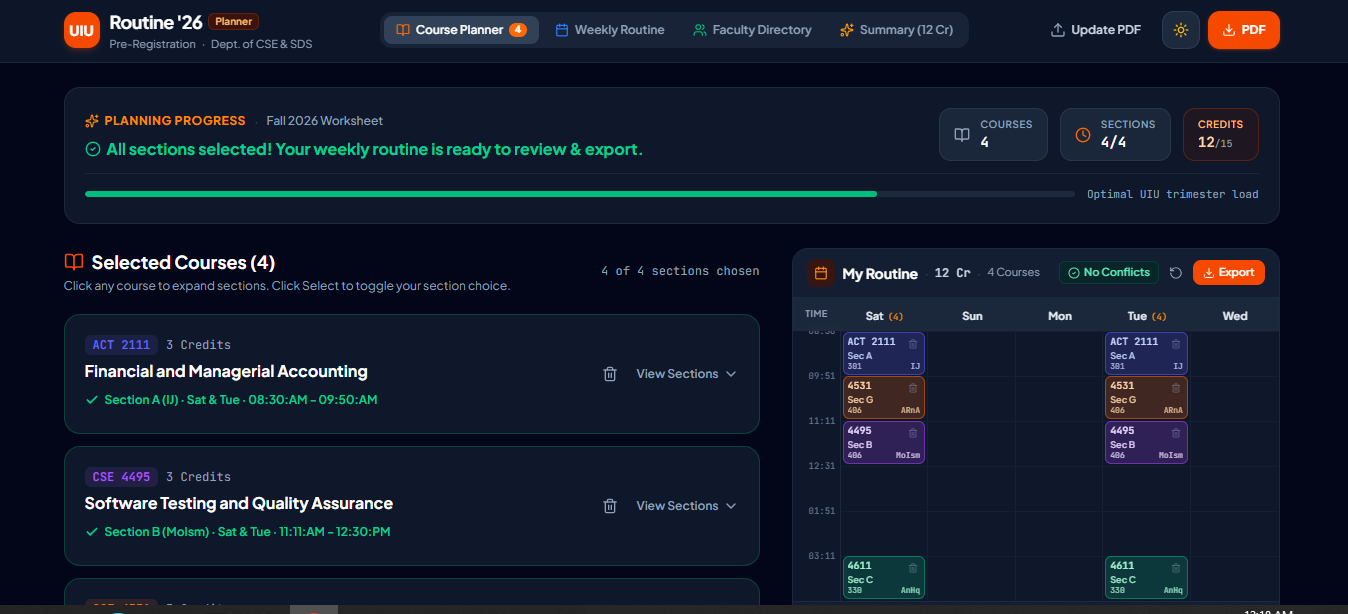 UIU Routine '26 Planner
Pre-Registration · Dept. of CSE & SDS
Course Planner 4
Weekly Routine
Faculty Directory
Summary (12 Cr)
Update PDF
PDF
PLANNING PROGRESS · Fall 2026 Worksheet
All sections selected! Your weekly routine is ready to review & export.
COURSES
4
SECTIONS
4/4
CREDITS
12/15
Optimal UIU trimester load
Selected Courses (4)
Click any course to expand sections. Click Select to toggle your section choice.
4 of 4 sections chosen
ACT 2111 3 Credits
Financial and Managerial Accounting
Section A (IJ) · Sat & Tue · 08:30:AM - 09:50:AM
View Sections
CSE 4495 3 Credits
Software Testing and Quality Assurance
Section B (MoIsm) · Sat & Tue · 11:11:AM - 12:30:PM
View Sections
My Routine · 12 Cr · 4 Courses
No Conflicts
Export
TIME Sat (4) Sun Mon Tue (4) Wed
ACT 2111
Sec A
301 IJ
ACT 2111
Sec A
301 IJ
09:51
4531
Sec G
406 ARnA
4531
Sec G
406 ARnA
11:11
4495
Sec B
406 MoIsm
4495
Sec B
406 MoIsm
12:31
01:51
03:11
4611
Sec C
330 AnHq
4611
Sec C
330 AnHq